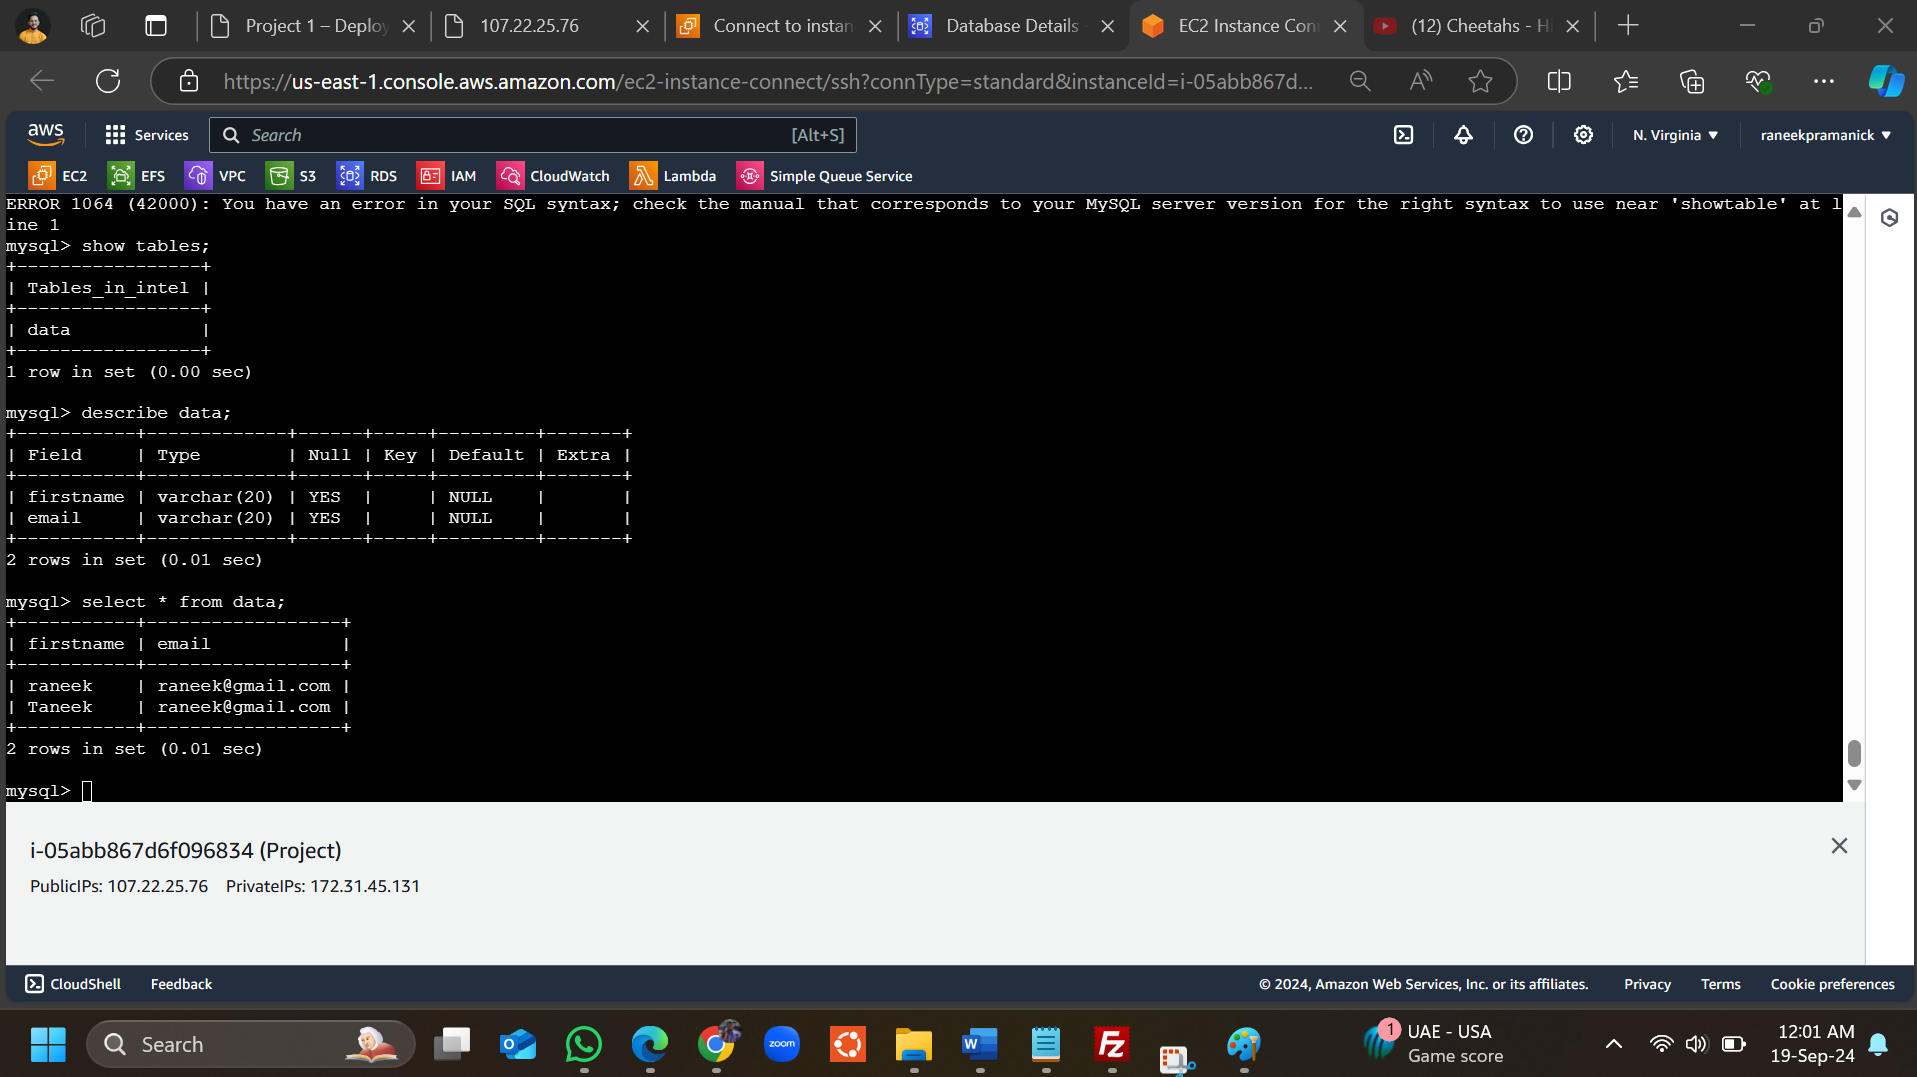 Project 1 – Deploy
107.22.25.76
Connect to instan
Database Details
EC2 Instance Con
(12) Cheetahs - Hi
https://us-east-1.console.aws.amazon.com/ec2-instance-connect/ssh?connType=standard&instanceId=i-05abb867d...
aws
Services
Search
[Alt+S]
N. Virginia
raneekpramanick
EC2
EFS
VPC
S3
RDS
IAM
CloudWatch
Lambda
Simple Queue Service
ERROR 1064 (42000): You have an error in your SQL syntax; check the manual that corresponds to your MySQL server version for the right syntax to use near 'showtable' at l
ine 1
mysql> show tables;
+-----------------+
| Tables_in_intel |
+-----------------+
| data            |
+-----------------+
1 row in set (0.00 sec)
mysql> describe data;
+-----------+-------------+------+-----+---------+-------+
| Field     | Type        | Null | Key | Default | Extra |
+-----------+-------------+------+-----+---------+-------+
| firstname | varchar(20) | YES  |     | NULL    |       |
| email     | varchar(20) | YES  |     | NULL    |       |
+-----------+-------------+------+-----+---------+-------+
2 rows in set (0.01 sec)
mysql> select * from data;
+-----------+------------------+
| firstname | email            |
+-----------+------------------+
| raneek    | raneek@gmail.com |
| Taneek    | raneek@gmail.com |
+-----------+------------------+
2 rows in set (0.01 sec)
mysql>
i-05abb867d6f096834 (Project)
PublicIPs: 107.22.25.76    PrivateIPs: 172.31.45.131
CloudShell
Feedback
© 2024, Amazon Web Services, Inc. or its affiliates.
Privacy
Terms
Cookie preferences
Search
zoom
1
UAE - USA
Game score
12:01 AM
19-Sep-24